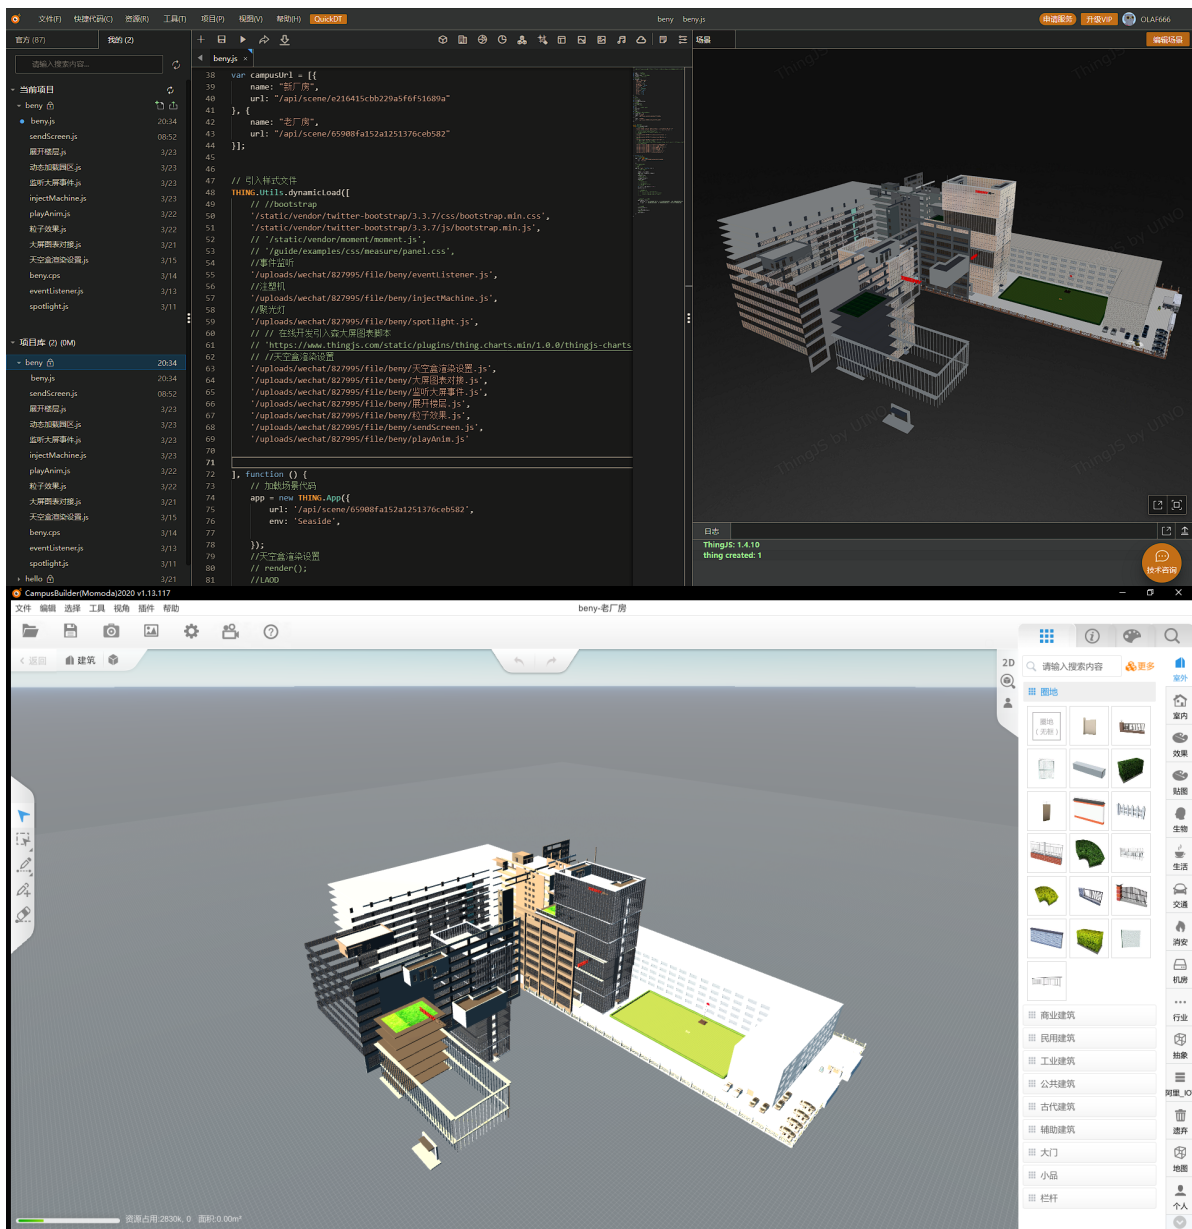 文件(F) 快捷代码(C) 资源(R) 工具(T) 项目(P) 视图(V) 帮助(H) QuickDT
beny beny.js
申请服务 升级VIP OLAF666
官方 (87) 我的 (2)
beny.js ×
场景
编辑场景
请输入搜索内容...
当前项目
beny
beny.js 20:34
sendScreen.js 08:52
展开楼层.js 3/23
动态加载园区.js 3/23
监听大屏事件.js 3/23
injectMachine.js 3/23
playAnim.js 3/22
粒子效果.js 3/22
大屏图表对接.js 3/21
天空盒渲染设置.js 3/15
beny.cps 3/14
eventListener.js 3/13
spotlight.js 3/11
项目库 (2) (0M)
beny 20:34
beny.js 20:34
sendScreen.js 08:52
展开楼层.js 3/23
动态加载园区.js 3/23
监听大屏事件.js 3/23
injectMachine.js 3/23
playAnim.js 3/22
粒子效果.js 3/22
大屏图表对接.js 3/21
天空盒渲染设置.js 3/15
beny.cps 3/14
eventListener.js 3/13
spotlight.js 3/11
hello 3/21
38 var campusUrl = [{
39 name: "新厂房",
40 url: "/api/scene/e216415cbb229a5f6f51689a"
41 }, {
42 name: "老厂房",
43 url: "/api/scene/65908fa152a1251376ceb582"
44 }];
45
46
47 // 引入样式文件
48 THING.Utils.dynamicLoad([
49 // //bootstrap
50 '/static/vendor/twitter-bootstrap/3.3.7/css/bootstrap.min.css',
51 '/static/vendor/twitter-bootstrap/3.3.7/js/bootstrap.min.js',
52 // '/static/vendor/moment/moment.js',
53 // '/guide/examples/css/measure/panel.css',
54 //事件监听
55 '/uploads/wechat/827995/file/beny/eventListener.js',
56 //注塑机
57 '/uploads/wechat/827995/file/beny/injectMachine.js',
58 //聚光灯
59 '/uploads/wechat/827995/file/beny/spotlight.js',
60 // // 在线开发引入森大屏图表脚本
61 // 'https://www.thingjs.com/static/plugins/thing.charts.min/1.0.0/thingjs-charts
62 // //天空盒渲染设置
63 '/uploads/wechat/827995/file/beny/天空盒渲染设置.js',
64 '/uploads/wechat/827995/file/beny/大屏图表对接.js',
65 '/uploads/wechat/827995/file/beny/监听大屏事件.js',
66 '/uploads/wechat/827995/file/beny/展开楼层.js',
67 '/uploads/wechat/827995/file/beny/粒子效果.js',
68 '/uploads/wechat/827995/file/beny/sendScreen.js',
69 '/uploads/wechat/827995/file/beny/playAnim.js'
70
71
72 ], function () {
73 // 加载场景代码
74 app = new THING.App({
75 url: '/api/scene/65908fa152a1251376ceb582',
76 env: 'Seaside',
77
78 });
79 //天空盒渲染设置
80 // render();
81 //LAOD
ThingJS by UINO
ThingJS by UINO
ThingJS by UINO
日志
ThingJS: 1.4.10
thing created: 1
技术咨询
CampusBuilder(Momoda)2020 v1.13.117
文件 编辑 选择 工具 视角 插件 帮助
beny-老厂房
返回 建筑
2D
请输入搜索内容 更多
圈地
圈地
(无标)
商业建筑
民用建筑
工业建筑
公共建筑
古代建筑
辅助建筑
大门
小品
栏杆
室外
室内
效果
贴图
生物
生活
交通
消安
机房
行业
抽象
阿里_IO
遗弃
地图
个人
资源占用:2830k, 0 面积:0.00m²